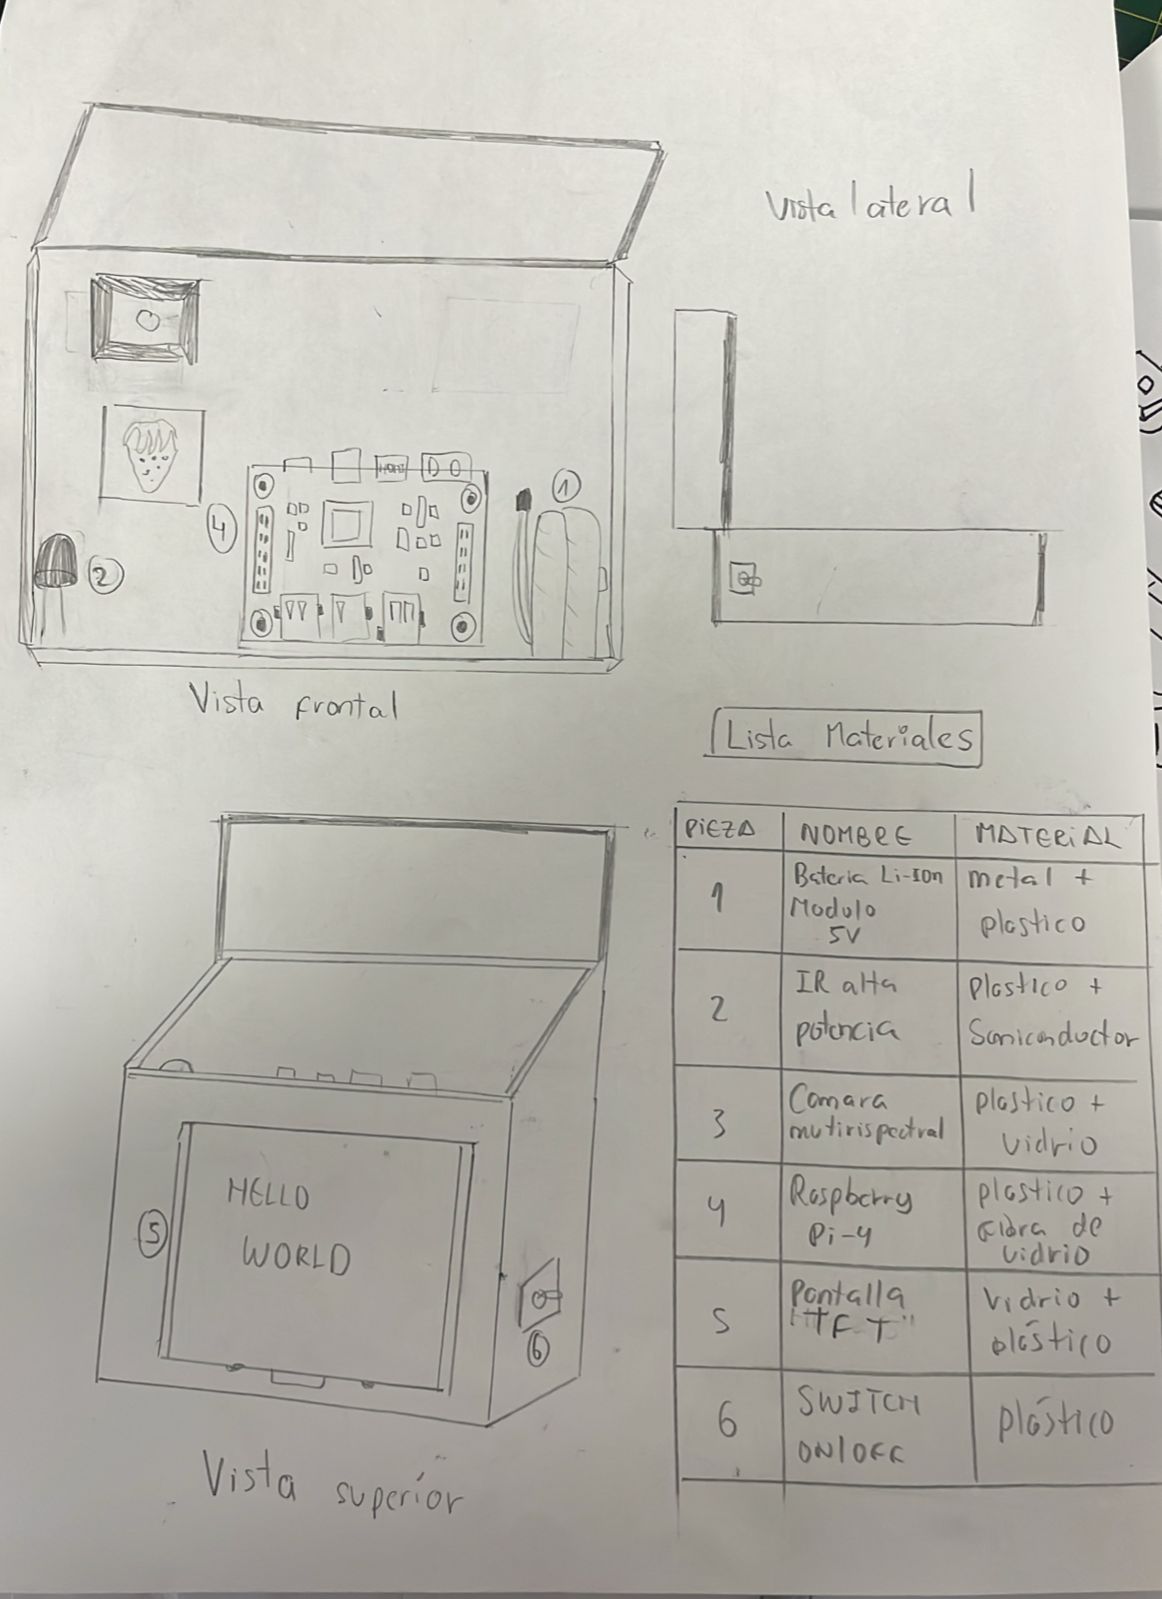 Vista lateral
HDMI
4
1
2
Vista frontal
Lista Materiales
PIEZA NOMBRE MATERIAL
1 Bateria Li-Ion metal +
Modulo plastico
5V
2 IR alta Plastico +
potencia Semiconductor
3 Camara plastico +
mutirispectral vidrio
4 Raspberry plastico +
Pi-4 fibra de
vidrio
5 Pantalla Vidrio +
"TFT" plástico
6 SWITCH plástico
ON/OFF
HELLO
WORLD
5
6
Vista superior